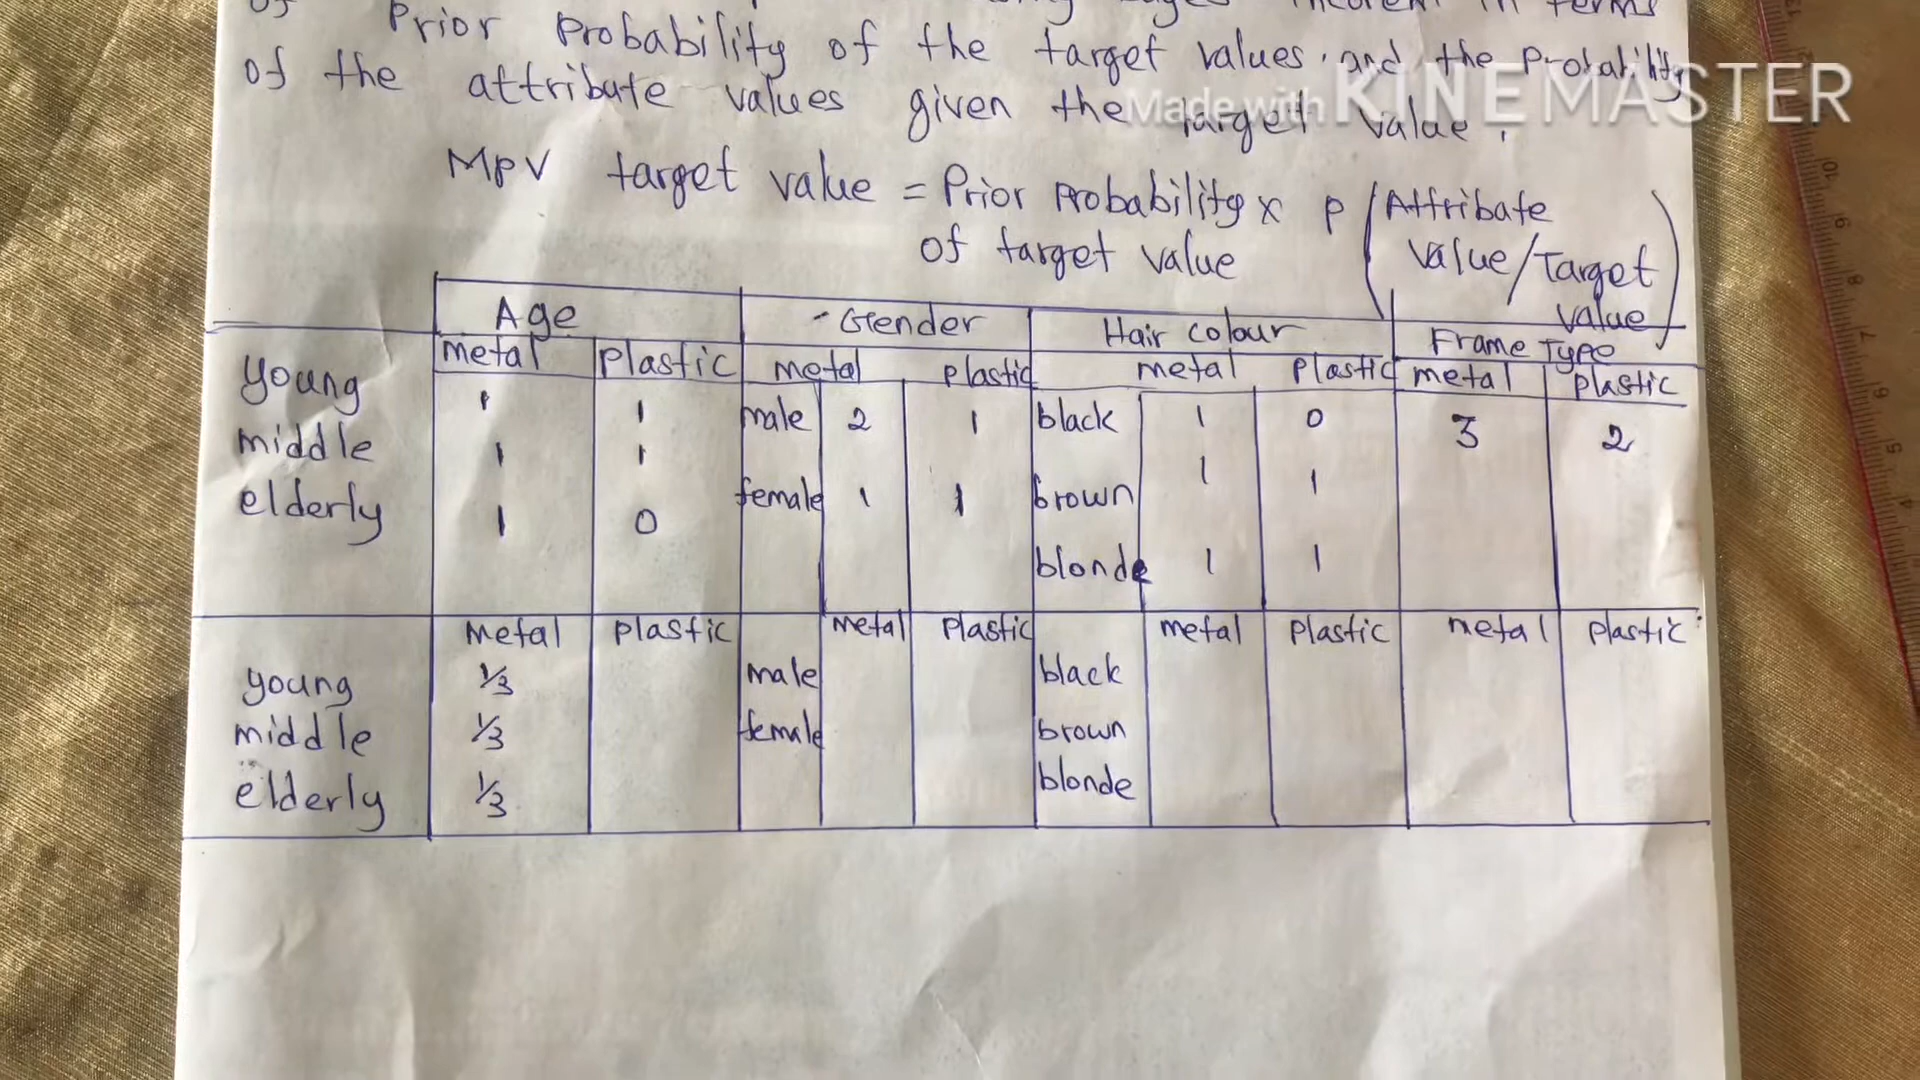 of Prior Probability of the target values and the Probability
of the attribute values given the target value.
Made with KINEMASTER
MPV target value = Prior Probability x P (Attribute
of target value Value/Target
Value)
Age Gender Hair colour Frame Type
metal Plastic metal plastic metal plastic metal plastic
young 1 1 male 2 1 black 1 0 3 2
middle 1 1 female 1 1 brown 1 1
elderly 1 0 blonde 1 1
metal plastic metal Plastic metal Plastic metal plastic
young 1/3 male black
middle 1/3 female brown
elderly 1/3 blonde